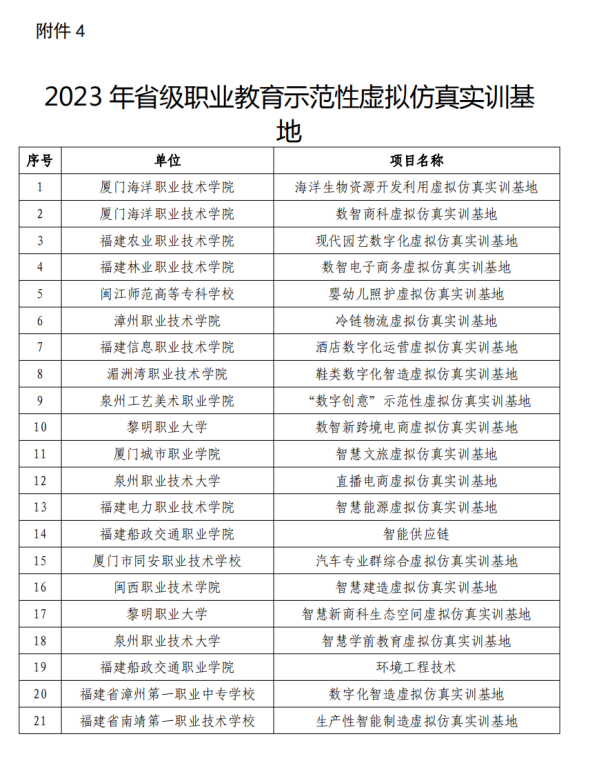 附件 4
2023 年省级职业教育示范性虚拟仿真实训基
地
序号 单位 项目名称
1 厦门海洋职业技术学院 海洋生物资源开发利用虚拟仿真实训基地
2 厦门海洋职业技术学院 数智商科虚拟仿真实训基地
3 福建农业职业技术学院 现代园艺数字化虚拟仿真实训基地
4 福建林业职业技术学院 数智电子商务虚拟仿真实训基地
5 闽江师范高等专科学校 婴幼儿照护虚拟仿真实训基地
6 漳州职业技术学院 冷链物流虚拟仿真实训基地
7 福建信息职业技术学院 酒店数字化运营虚拟仿真实训基地
8 湄洲湾职业技术学院 鞋类数字化智造虚拟仿真实训基地
9 泉州工艺美术职业学院 “数字创意”示范性虚拟仿真实训基地
10 黎明职业大学 数智新跨境电商虚拟仿真实训基地
11 厦门城市职业学院 智慧文旅虚拟仿真实训基地
12 泉州职业技术大学 直播电商虚拟仿真实训基地
13 福建电力职业技术学院 智慧能源虚拟仿真实训基地
14 福建船政交通职业学院 智能供应链
15 厦门市同安职业技术学校 汽车专业群综合虚拟仿真实训基地
16 闽西职业技术学院 智慧建造虚拟仿真实训基地
17 黎明职业大学 智慧新商科生态空间虚拟仿真实训基地
18 泉州职业技术大学 智慧学前教育虚拟仿真实训基地
19 福建船政交通职业学院 环境工程技术
20 福建省漳州第一职业中专学校 数字化智造虚拟仿真实训基地
21 福建省南靖第一职业技术学校 生产性智能制造虚拟仿真实训基地